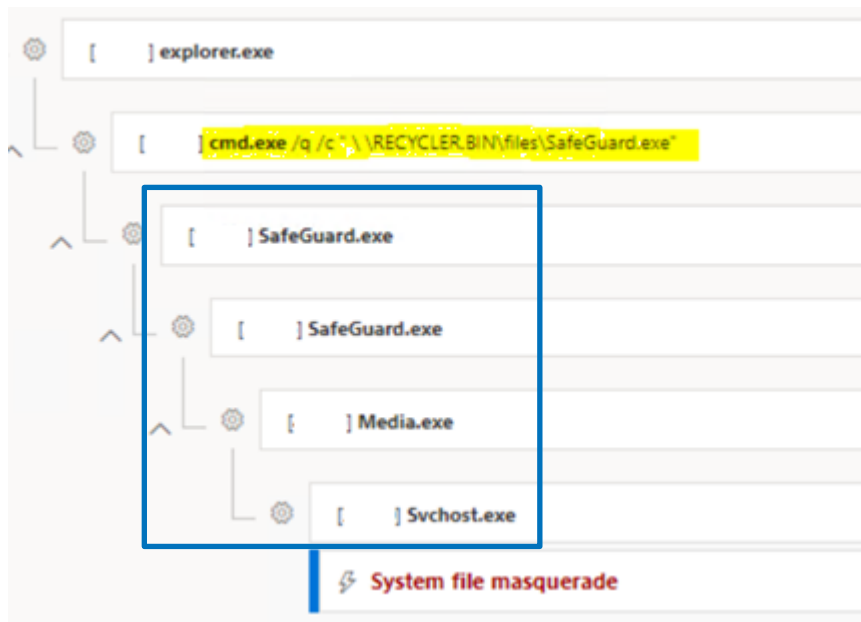 [ ] explorer.exe
[ ] cmd.exe /q /c " \ \RECYCLER.BIN\files\SafeGuard.exe"
[ ] SafeGuard.exe
[ ] SafeGuard.exe
[ ] Media.exe
[ ] Svchost.exe
System file masquerade